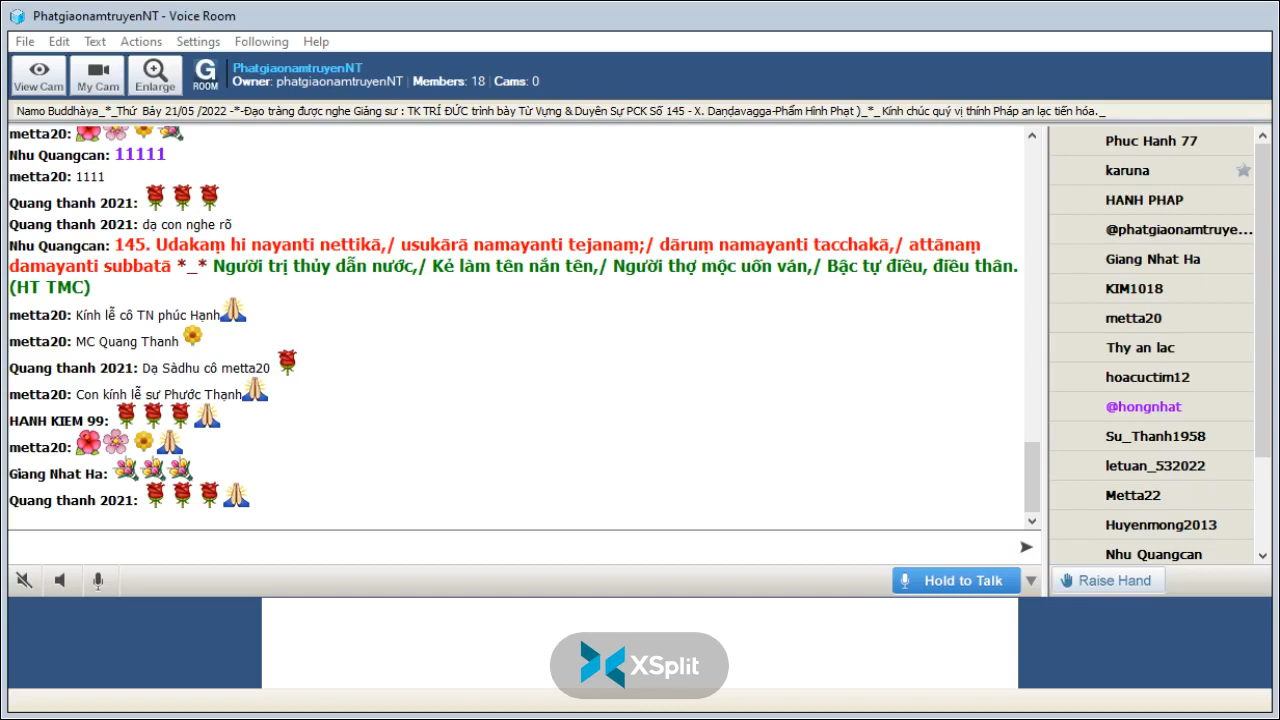 PhatgiaonamtruyenNT - Voice Room
File Edit Text Actions Settings Following Help
View Cam My Cam Enlarge G ROOM
PhatgiaonamtruyenNT
Owner: phatgiaonamtruyenNT | Members: 18 | Cams: 0
Namo Buddhàya_*_Thứ Bảy 21/05 /2022 -*-Đạo tràng được nghe Giảng sư : TK TRÍ ĐỨC trình bày Từ Vựng & Duyên Sự PCK Số 145 - X. Daṇḍavagga-Phẩm Hình Phạt )_*_ Kính chúc quý vị thính Pháp an lạc tiến hóa._
metta20:
Nhu Quangcan: 11111
metta20: 1111
Quang thanh 2021:
Quang thanh 2021: dạ con nghe rõ
Nhu Quangcan: 145. Udakaṃ hi nayanti nettikā,/ usukārā namayanti tejanaṃ;/ dāruṃ namayanti tacchakā,/ attānaṃ
damayanti subbatā *_* Người trị thủy dẫn nước,/ Kẻ làm tên nắn tên,/ Người thợ mộc uốn ván,/ Bậc tự điều, điều thân.
(HT TMC)
metta20: Kính lễ cô TN phúc Hạnh
metta20: MC Quang Thanh
Quang thanh 2021: Dạ Sàdhu cô metta20
metta20: Con kính lễ sư Phước Thạnh
HANH KIEM 99:
metta20:
Giang Nhat Ha:
Quang thanh 2021:
Phuc Hanh 77
karuna
HANH PHAP
@phatgiaonamtruye...
Giang Nhat Ha
KIM1018
metta20
Thy an lac
hoacuctim12
@hongnhat
Su_Thanh1958
letuan_532022
Metta22
Huyenmong2013
Nhu Quangcan
Hold to Talk
Raise Hand
XSplit